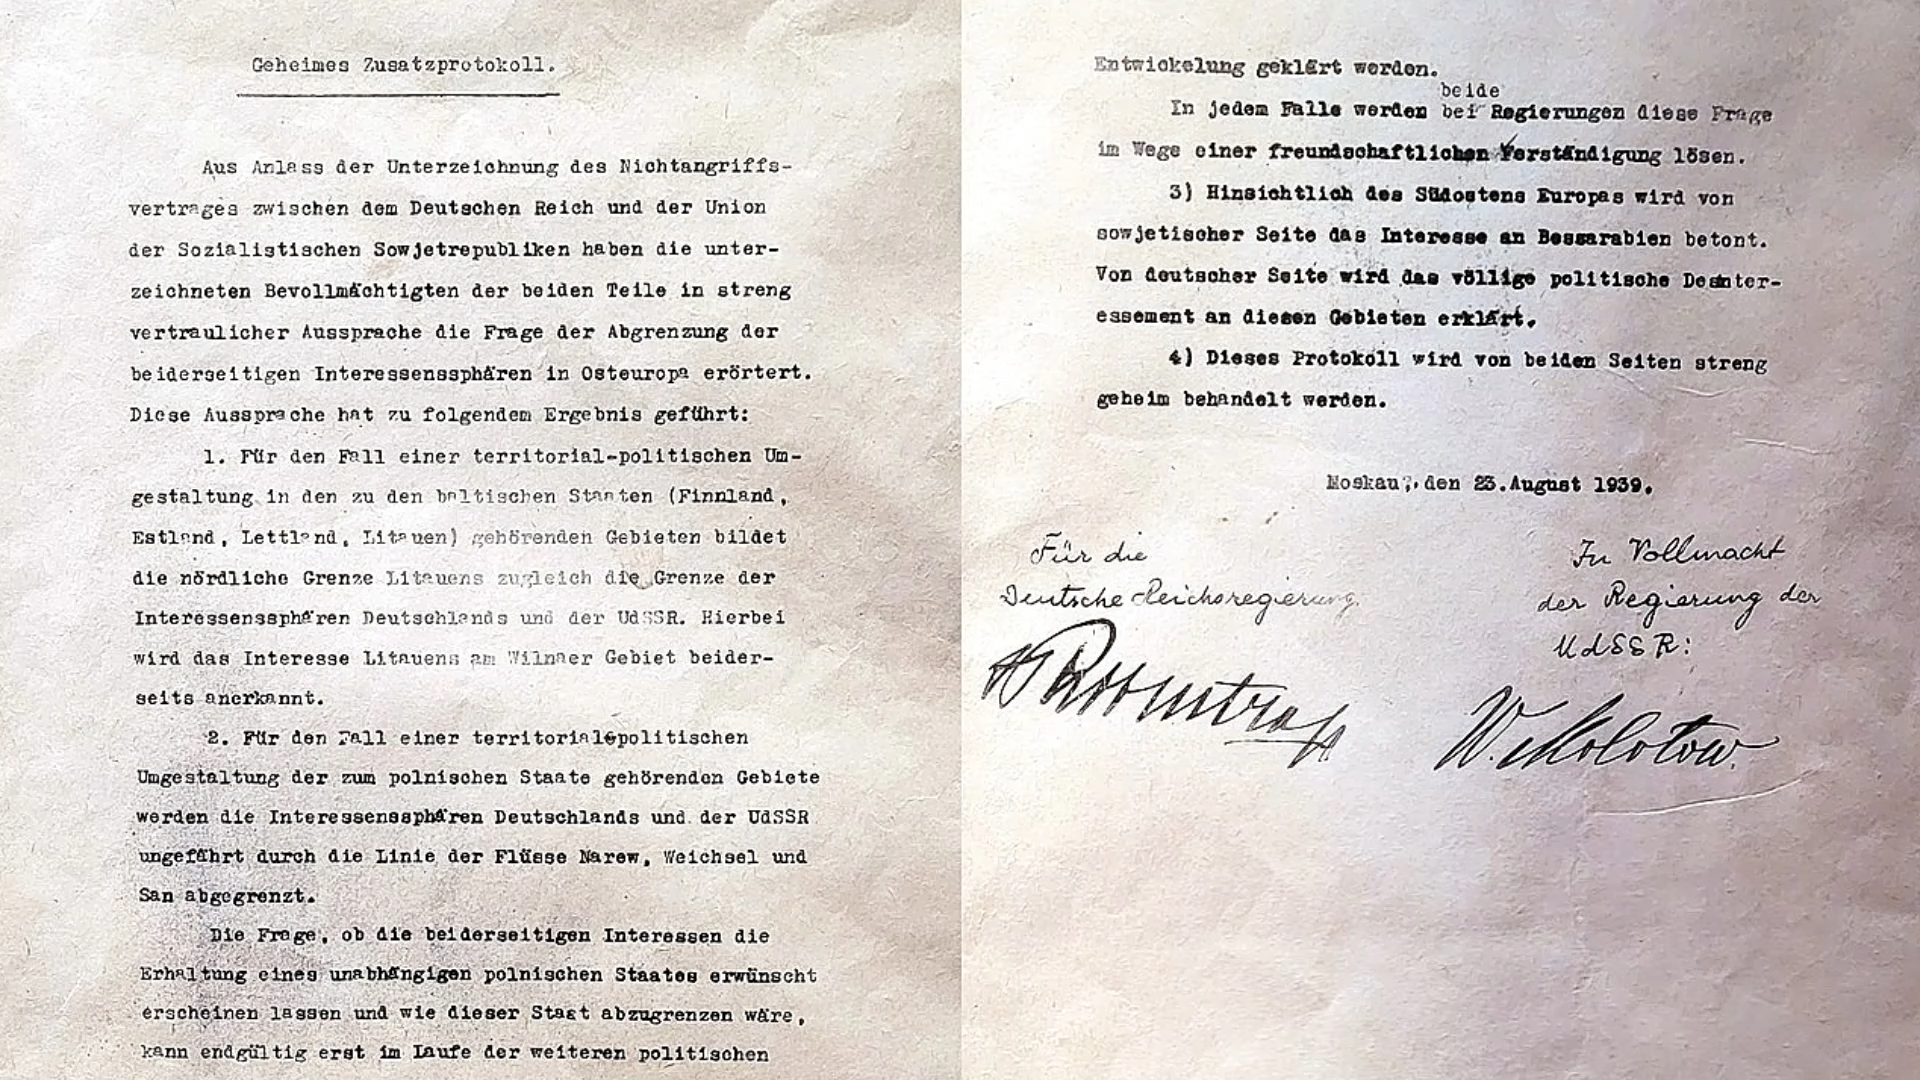 Geheimes Zusatzprotokoll.
Aus Anlass der Unterzeichnung des Nichtangriffs-
vertrages zwischen dem Deutschen Reich und der Union
der Sozialistischen Sowjetrepubliken haben die unter-
zeichneten Bevollmächtigten der beiden Teile in streng
vertraulicher Aussprache die Frage der Abgrenzung der
beiderseitigen Interessenssphären in Osteuropa erörtert.
Diese Aussprache hat zu folgendem Ergebnis geführt:
1. Für den Fall einer territorial-politischen Um-
gestaltung in den zu den baltischen Staaten (Finnland,
Estland, Lettland, Litauen) gehörenden Gebieten bildet
die nördliche Grenze Litauens zugleich die Grenze der
Interessenssphären Deutschlands und der UdSSR. Hierbei
wird das Interesse Litauens am Wilnaer Gebiet beider-
seits anerkannt.
2. Für den Fall einer territorial-politischen
Umgestaltung der zum polnischen Staate gehörenden Gebiete
werden die Interessenssphären Deutschlands und der UdSSR
ungefährt durch die Linie der Flüsse Narew, Weichsel und
San abgegrenzt.
Die Frage, ob die beiderseitigen Interessen die
Erhaltung eines unabhängigen polnischen Staates erwünscht
erscheinen lassen und wie dieser Staat abzugrenzen wäre,
kann endgültig erst im Laufe der weiteren politischen
Entwickelung geklärt werden.
beide
In jedem Falle werden bei Regierungen diese Frage
im Wege einer freundschaftlichen Verständigung lösen.
3) Hinsichtlich des Südostens Europas wird von
sowjetischer Seite das Interesse an Bessarabien betont.
Von deutscher Seite wird das völlige politische Desinter-
essement an diesen Gebieten erklärt.
4) Dieses Protokoll wird von beiden Seiten streng
geheim behandelt werden.
Moskau, den 23. August 1939.
Für die
Deutsche Reichsregierung.
In Vollmacht
der Regierung der
UdSSR:
Ribbentrop
W. Molotow